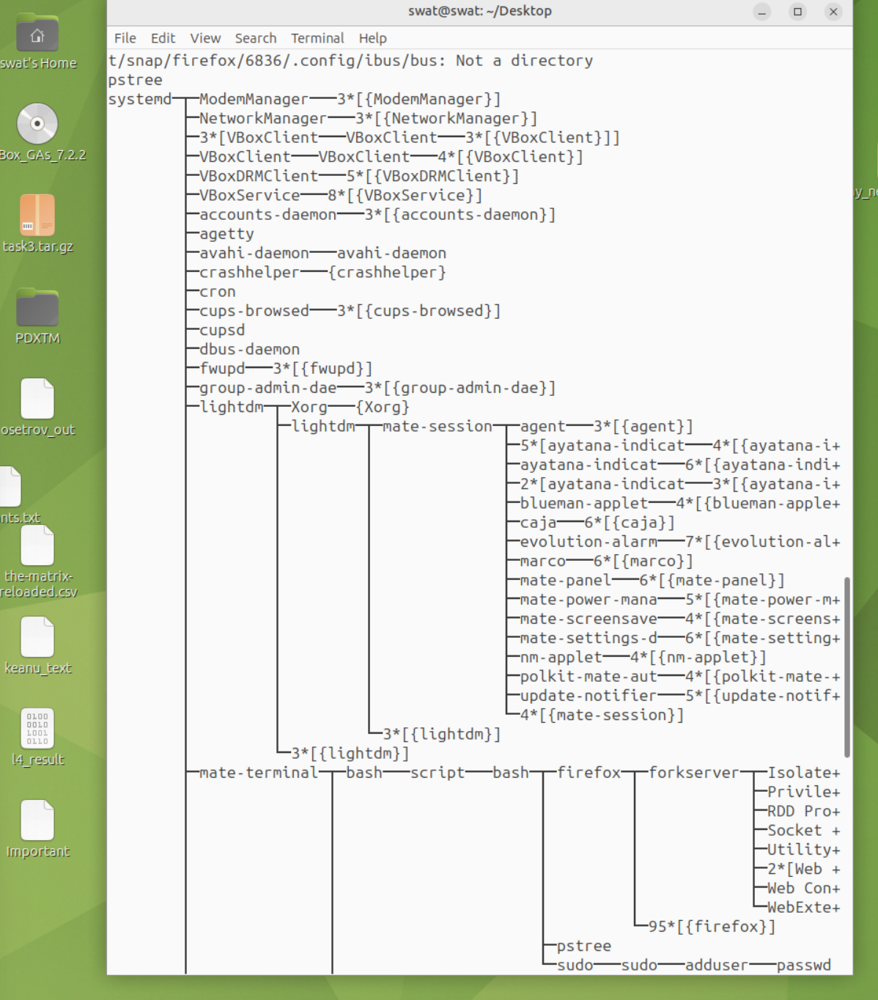 swat@swat: ~/Desktop
File Edit View Search Terminal Help
t/snap/firefox/6836/.config/ibus/bus: Not a directory
pstree
systemd─┬─ModemManager───3*[{ModemManager}]
├─NetworkManager───3*[{NetworkManager}]
├─3*[VBoxClient───VBoxClient───3*[{VBoxClient}]]
├─VBoxClient───VBoxClient───4*[{VBoxClient}]
├─VBoxDRMClient───5*[{VBoxDRMClient}]
├─VBoxService───8*[{VBoxService}]
├─accounts-daemon───3*[{accounts-daemon}]
├─agetty
├─avahi-daemon───avahi-daemon
├─crashhelper───{crashhelper}
├─cron
├─cups-browsed───3*[{cups-browsed}]
├─cupsd
├─dbus-daemon
├─fwupd───3*[{fwupd}]
├─group-admin-dae───3*[{group-admin-dae}]
├─lightdm─┬─Xorg───{Xorg}
├─lightdm─┬─mate-session─┬─agent───3*[{agent}]
├─5*[ayatana-indicat───4*[{ayatana-i+
├─ayatana-indicat───6*[{ayatana-indi+
├─2*[ayatana-indicat───3*[{ayatana-i+
├─blueman-applet───4*[{blueman-apple+
├─caja───6*[{caja}]
├─evolution-alarm───7*[{evolution-al+
├─marco───6*[{marco}]
├─mate-panel───6*[{mate-panel}]
├─mate-power-mana───5*[{mate-power-m+
├─mate-screensave───4*[{mate-screens+
├─mate-settings-d───6*[{mate-setting+
├─nm-applet───4*[{nm-applet}]
├─polkit-mate-aut───4*[{polkit-mate-+
├─update-notifier───5*[{update-notif+
└─4*[{mate-session}]
└─3*[{lightdm}]
└─3*[{lightdm}]
├─mate-terminal─┬─bash───script───bash─┬─firefox─┬─forkserver─┬─Isolate+
├─Privile+
├─RDD Pro+
├─Socket +
├─Utility+
├─2*[Web +
├─Web Con+
└─WebExte+
└─95*[{firefox}]
├─pstree
└─sudo───sudo───adduser───passwd
swat's Home
Box_GAs_7.2.2
task3.tar.gz
PDXTM
osetrov_out
nts.txt
the-matrix-
reloaded.csv
keanu_text
0100
0010
1001
0110
l4_result
Important